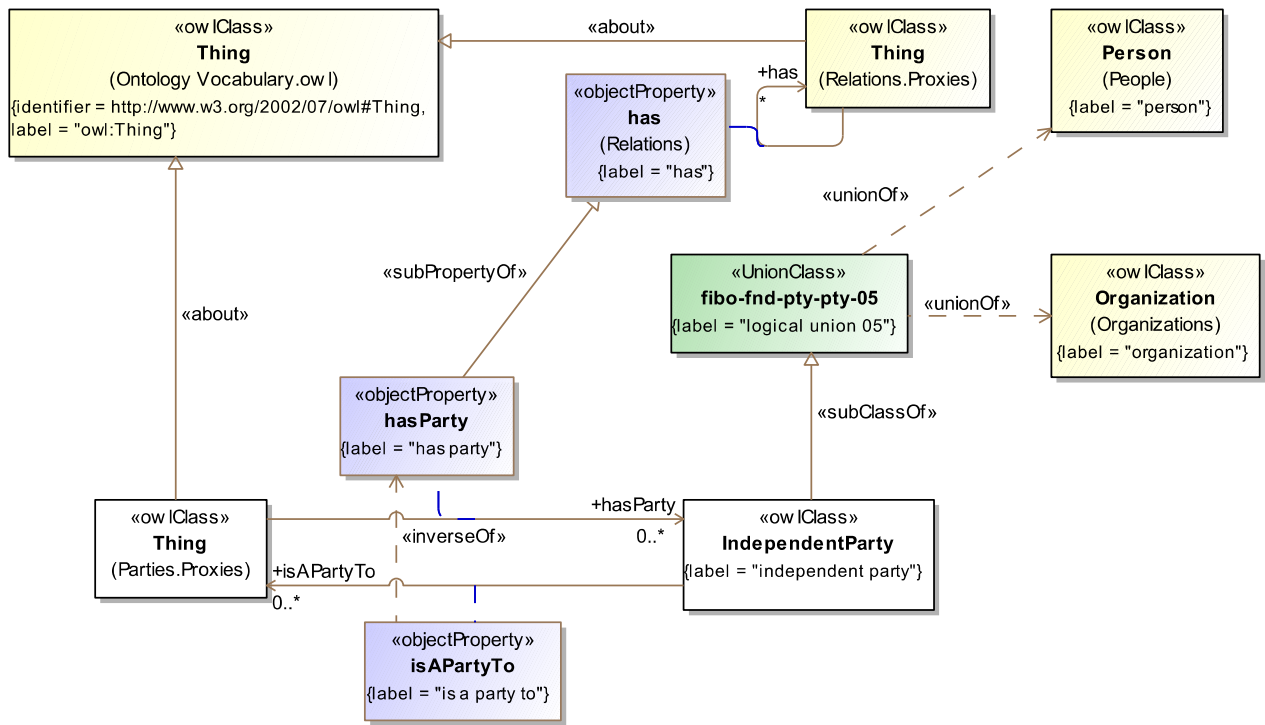 «owlClass»
Thing
(Ontology Vocabulary.owl)
{identifier = http://www.w3.org/2002/07/owl#Thing,
label = "owl:Thing"}
«about»
«owlClass»
Thing
(Relations.Proxies)
+has
*
«objectProperty»
has
(Relations)
{label = "has"}
«owlClass»
Person
(People)
{label = "person"}
«unionOf»
«subPropertyOf»
«UnionClass»
fibo-fnd-pty-pty-05
{label = "logical union 05"}
«unionOf»
«owlClass»
Organization
(Organizations)
{label = "organization"}
«about»
«subClassOf»
«objectProperty»
hasParty
{label = "has party"}
«owlClass»
Thing
(Parties.Proxies)
+hasParty
0..*
«inverseOf»
+isAPartyTo
0..*
«owlClass»
IndependentParty
{label = "independent party"}
«objectProperty»
isAPartyTo
{label = "is a party to"}